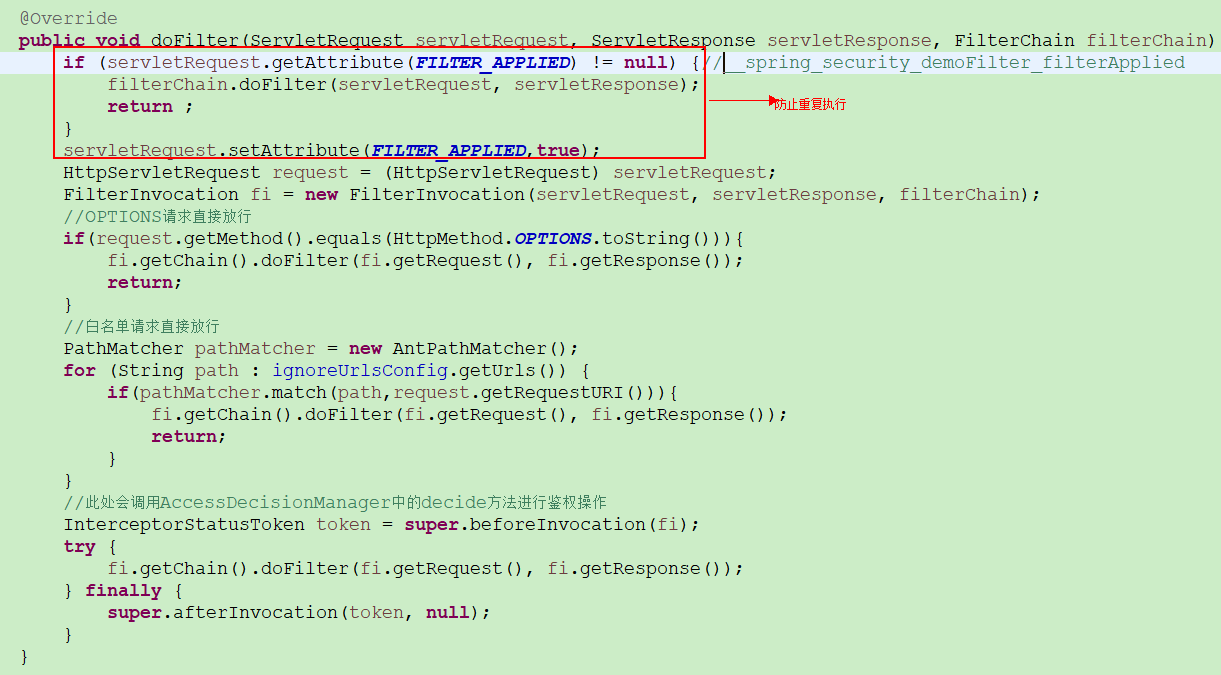 @Override
public void doFilter(ServletRequest servletRequest, ServletResponse servletResponse, FilterChain filterChain)
if (servletRequest.getAttribute(FILTER_APPLIED) != null) {//__spring_security_demoFilter_filterApplied
filterChain.doFilter(servletRequest, servletResponse);
return ;
防止重复执行
}
servletRequest.setAttribute(FILTER_APPLIED,true);
HttpServletRequest request = (HttpServletRequest) servletRequest;
FilterInvocation fi = new FilterInvocation(servletRequest, servletResponse, filterChain);
//OPTIONS请求直接放行
if(request.getMethod().equals(HttpMethod.OPTIONS.toString())){
fi.getChain().doFilter(fi.getRequest(), fi.getResponse());
return;
}
//白名单请求直接放行
PathMatcher pathMatcher = new AntPathMatcher();
for (String path : ignoreUrlsConfig.getUrls()) {
if(pathMatcher.match(path,request.getRequestURI())){
fi.getChain().doFilter(fi.getRequest(), fi.getResponse());
return;
}
}
//此处会调用AccessDecisionManager中的decide方法进行鉴权操作
InterceptorStatusToken token = super.beforeInvocation(fi);
try {
fi.getChain().doFilter(fi.getRequest(), fi.getResponse());
} finally {
super.afterInvocation(token, null);
}
}